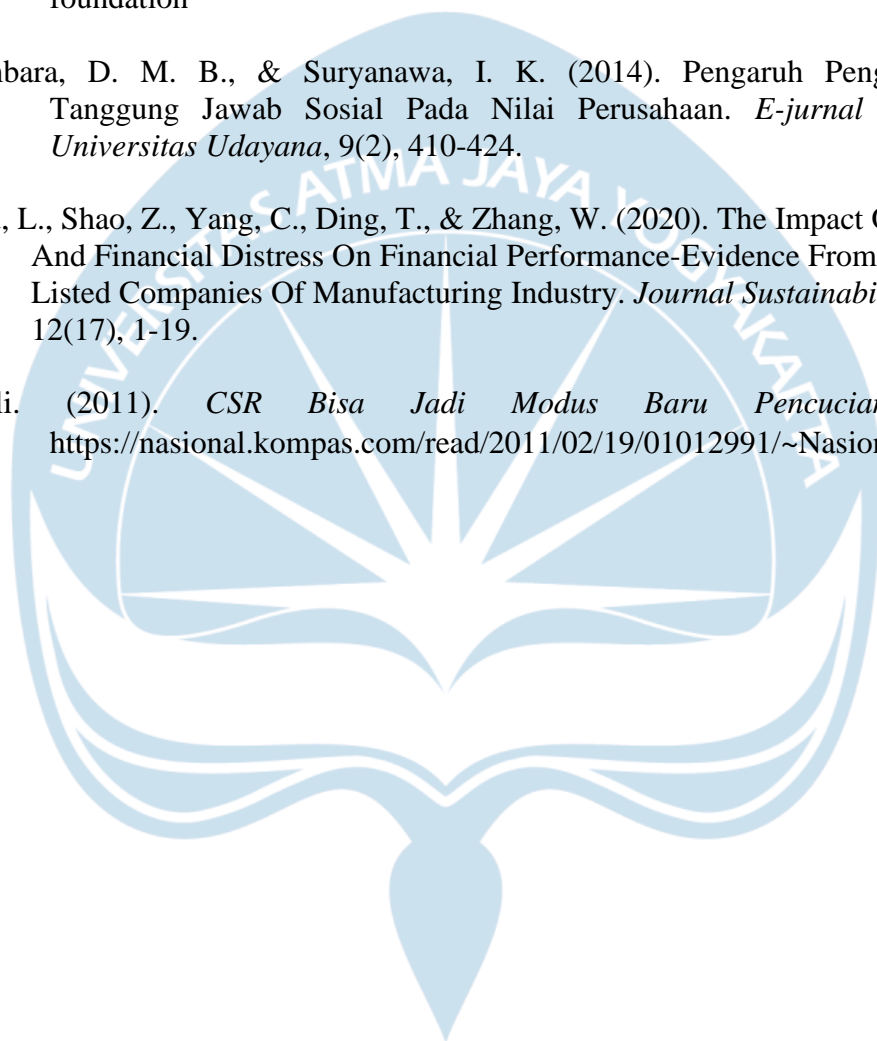 foundation
nbara, D. M. B., & Suryanawa, I. K. (2014). Pengaruh Peng
Tanggung Jawab Sosial Pada Nilai Perusahaan. E-jurnal
Universitas Udayana, 9(2), 410-424.
, L., Shao, Z., Yang, C., Ding, T., & Zhang, W. (2020). The Impact
And Financial Distress On Financial Performance-Evidence From
Listed Companies Of Manufacturing Industry. Journal Sustainabi
12(17), 1-19.
li. (2011). CSR Bisa Jadi Modus Baru Pencucian
https://nasional.kompas.com/read/2011/02/19/01012991/~Nasion
UNIVERSITAS ATMA JAYA YOGYAKARTA